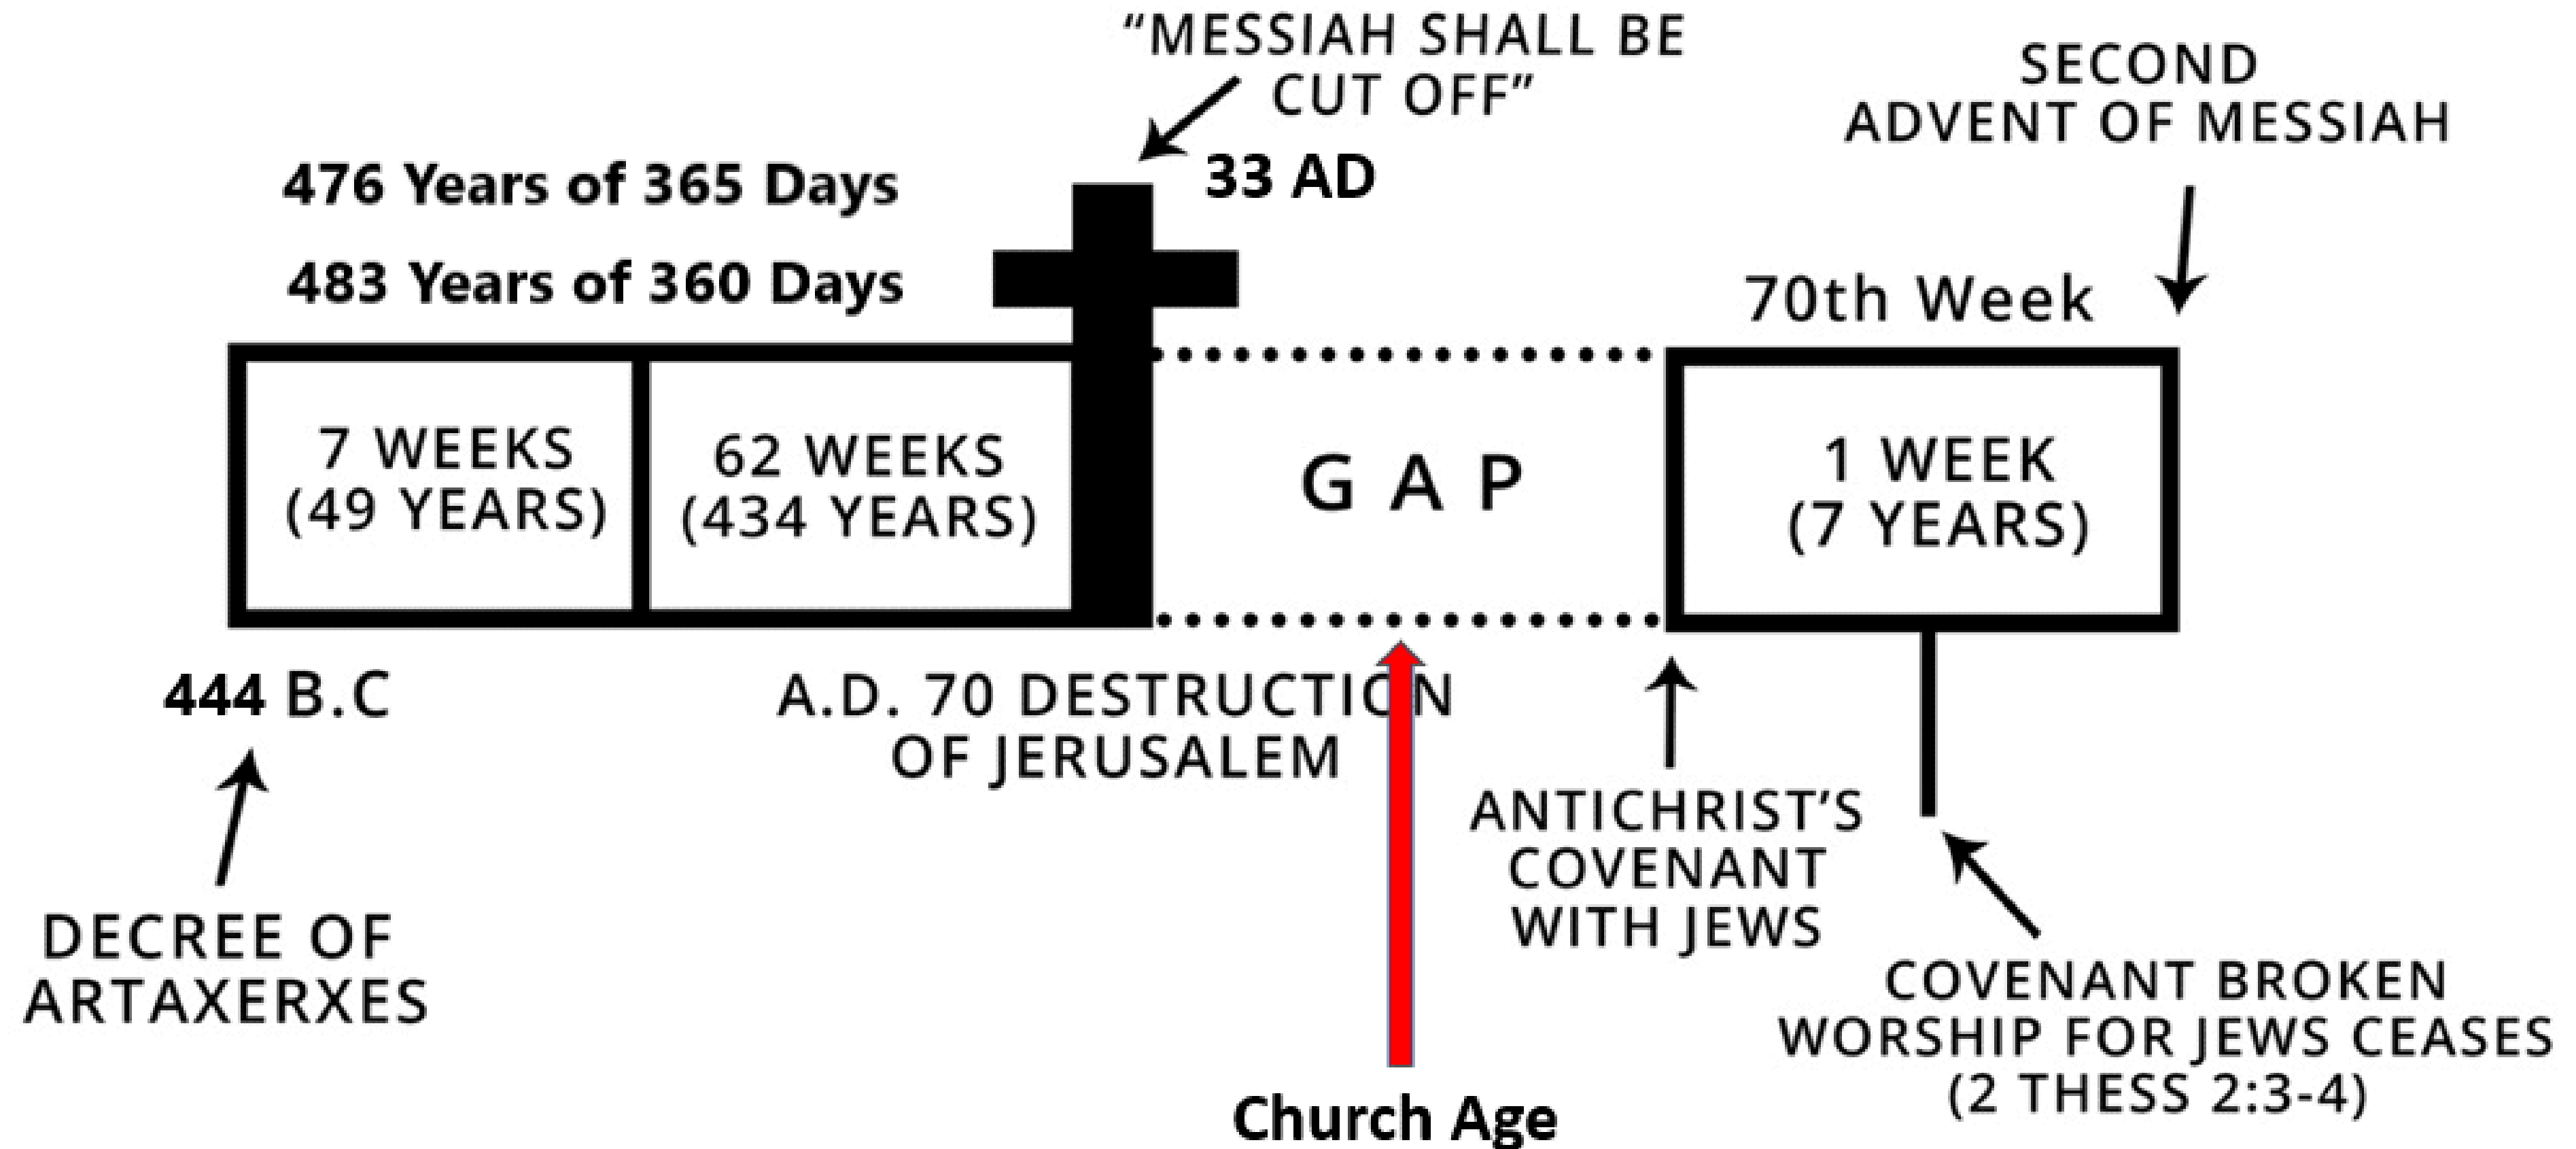 “MESSIAH SHALL BE
CUT OFF”
33 AD
SECOND
ADVENT OF MESSIAH
476 Years of 365 Days
483 Years of 360 Days
70th Week
7 WEEKS
(49 YEARS)
62 WEEKS
(434 YEARS)
GAP
1 WEEK
(7 YEARS)
444 B.C
A.D. 70 DESTRUCTION
OF JERUSALEM
DECREE OF
ARTAXERXES
Church Age
ANTICHRIST’S
COVENANT
WITH JEWS
COVENANT BROKEN
WORSHIP FOR JEWS CEASES
(2 THESS 2:3-4)